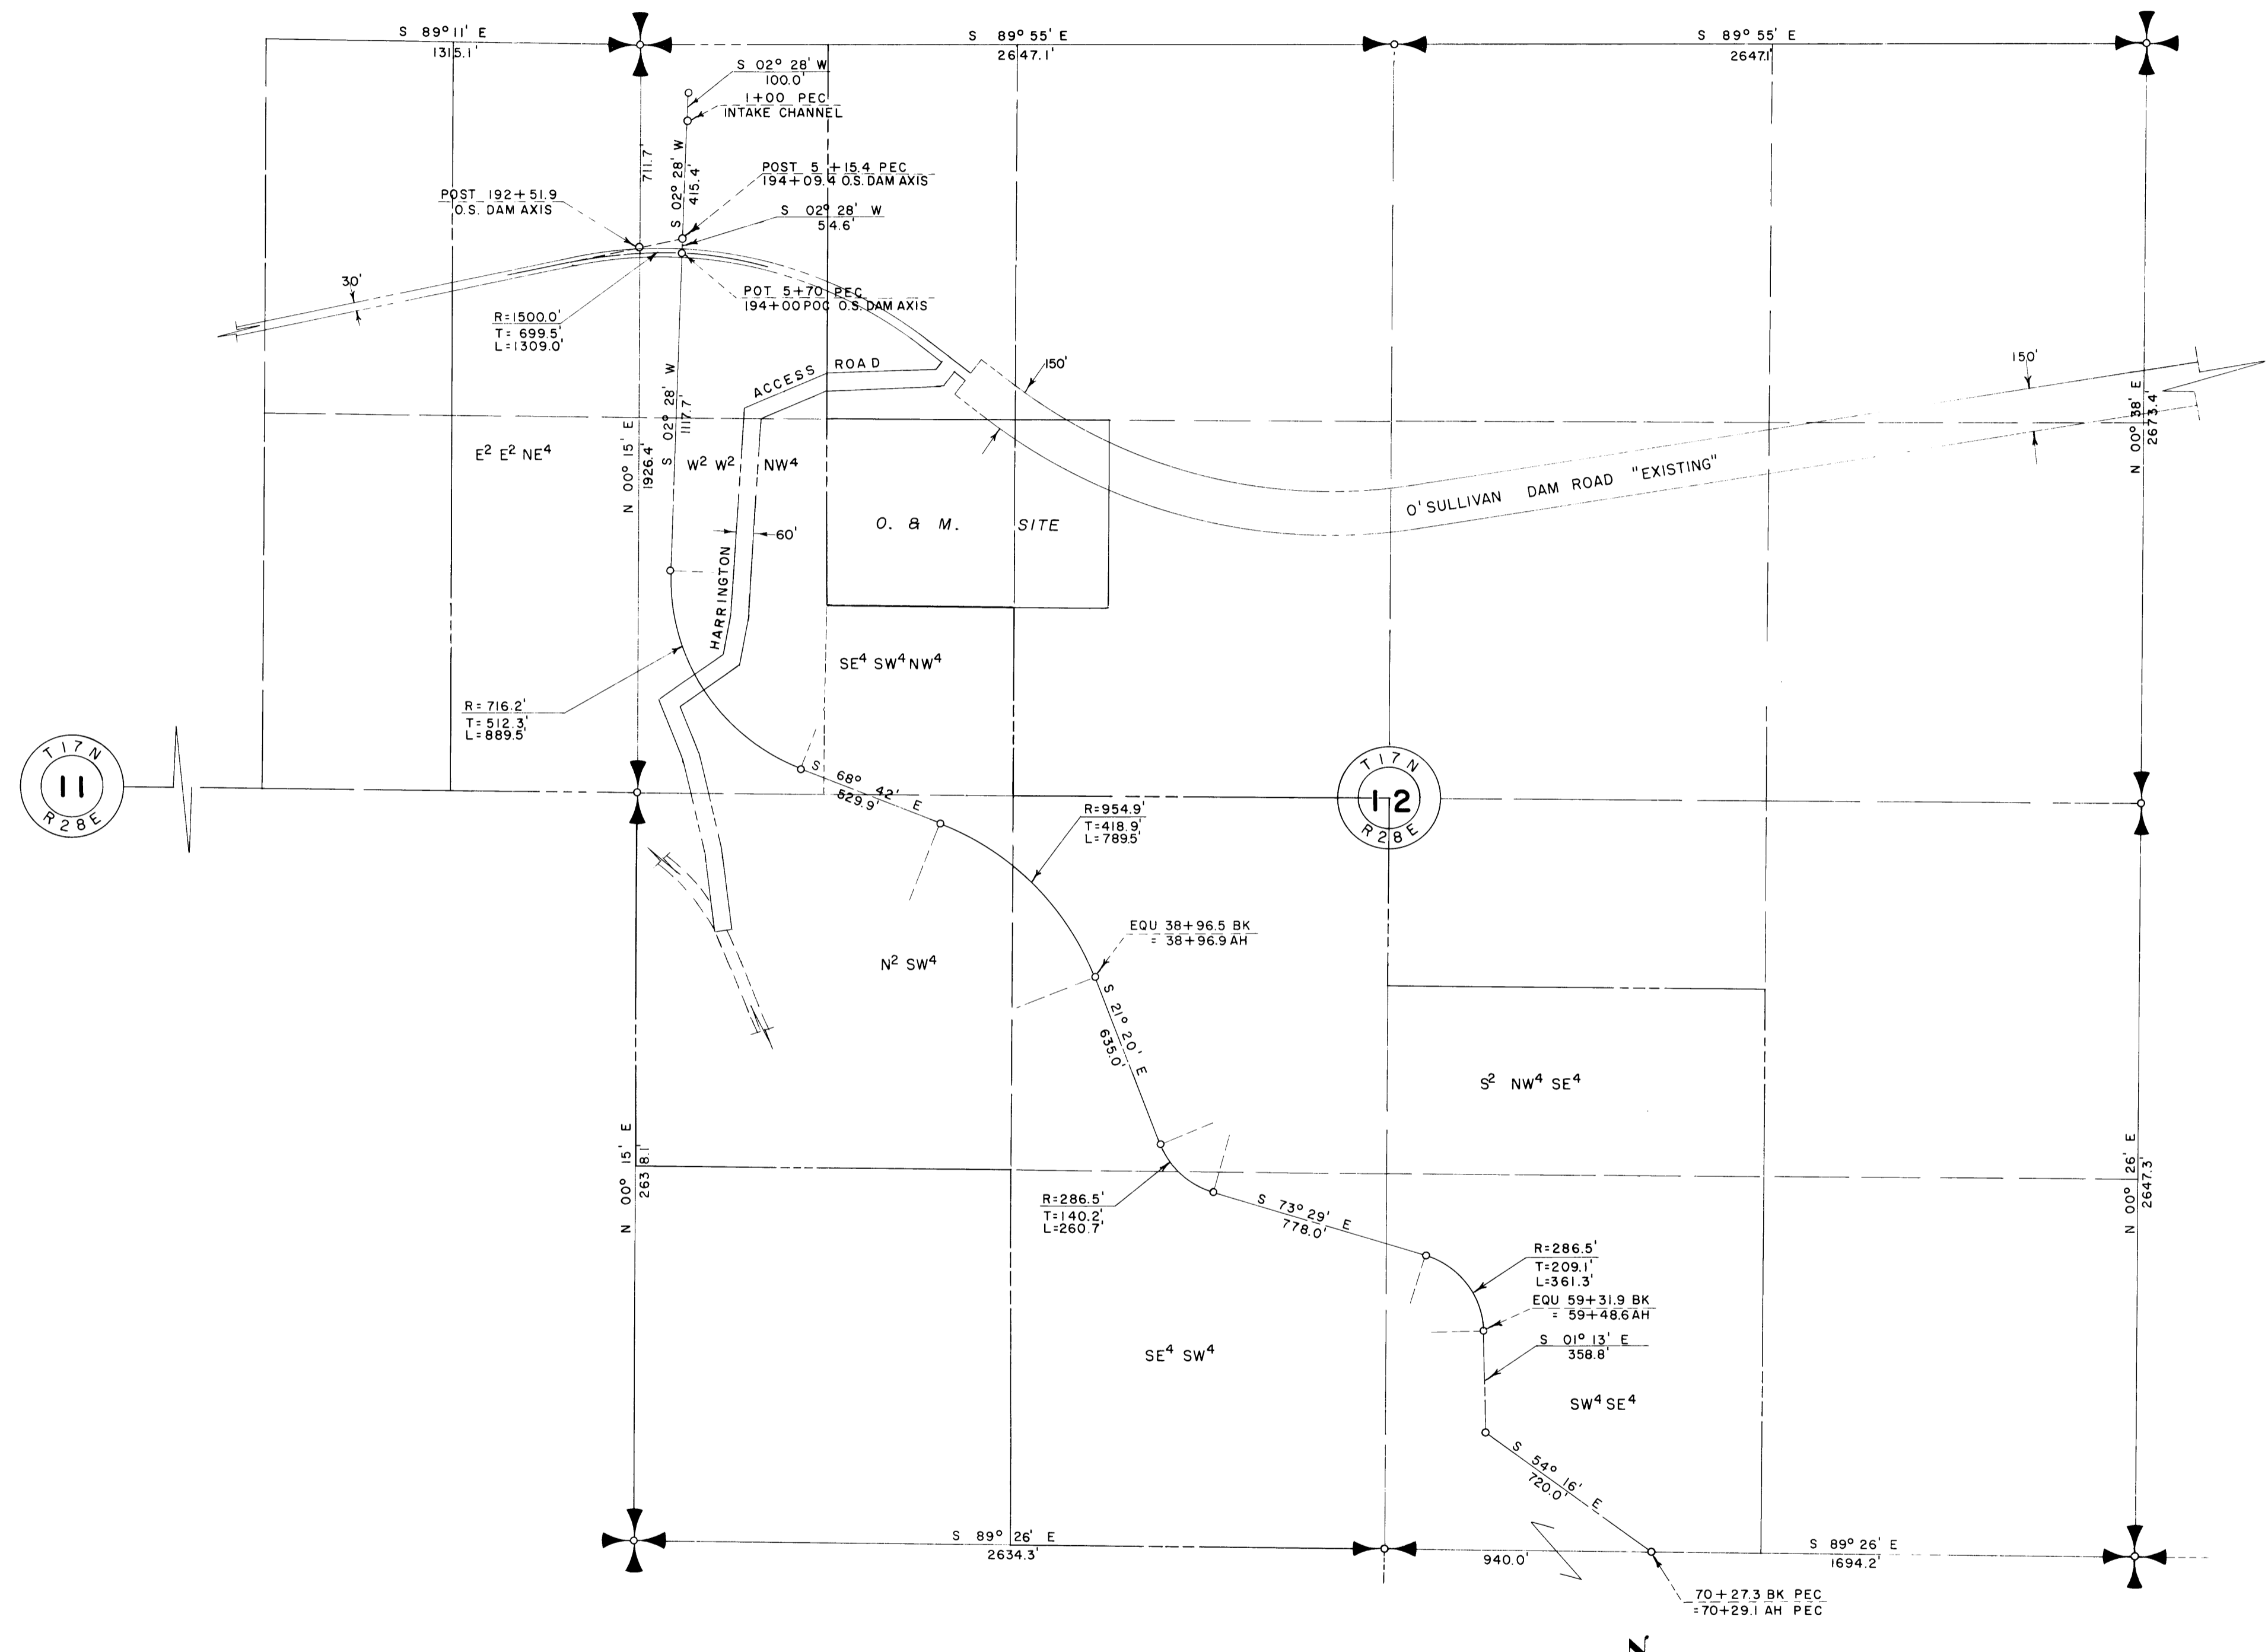 S 89° 11' E
1315.1'
S 89° 55' E
2647.1'
S 89° 55' E
2647.1'
S 02° 28' W
100.0'
1+00 PEC
INTAKE CHANNEL
711.7'
S 02° 28' W
415.4'
POST 5 +15.4 PEC
194+09.4 O.S. DAM AXIS
POST 192+51.9
O.S. DAM AXIS
S 02° 28' W
54.6'
30'
POT 5+70 PEC
194+00 POC O.S. DAM AXIS
R=1500.0'
T= 699.5'
L=1309.0'
ACCESS ROAD
150'
150'
N 00° 38' E
2673.4'
S 02° 28' W
1117.7'
N 00° 15' E
1926.4'
E² E² NE⁴
W² W² NW⁴
O'SULLIVAN DAM ROAD "EXISTING"
O. & M. SITE
60'
HARRINGTON
SE⁴ SW⁴ NW⁴
R= 716.2'
T= 512.3'
L= 889.5'
T 17 N
11
R 28 E
T 17 N
12
R 28 E
S 68° 42' E
529.9'
R=954.9'
T=418.9'
L=789.5'
EQU 38+96.5 BK
= 38+96.9 AH
N² SW⁴
S 21° 20' E
635.0'
S² NW⁴ SE⁴
N 00° 15' E
2638.1'
N 00° 26' E
2647.3'
R=286.5'
T=140.2'
L=260.7'
S 73° 29' E
778.0'
R=286.5'
T=209.1'
L=361.3'
EQU 59+31.9 BK
= 59+48.6 AH
S 01° 13' E
358.8'
SE⁴ SW⁴
SW⁴ SE⁴
S 54° 16' E
720.0'
S 89° 26' E
2634.3'
940.0'
S 89° 26' E
1694.2'
70+27.3 BK PEC
=70+29.1 AH PEC
N